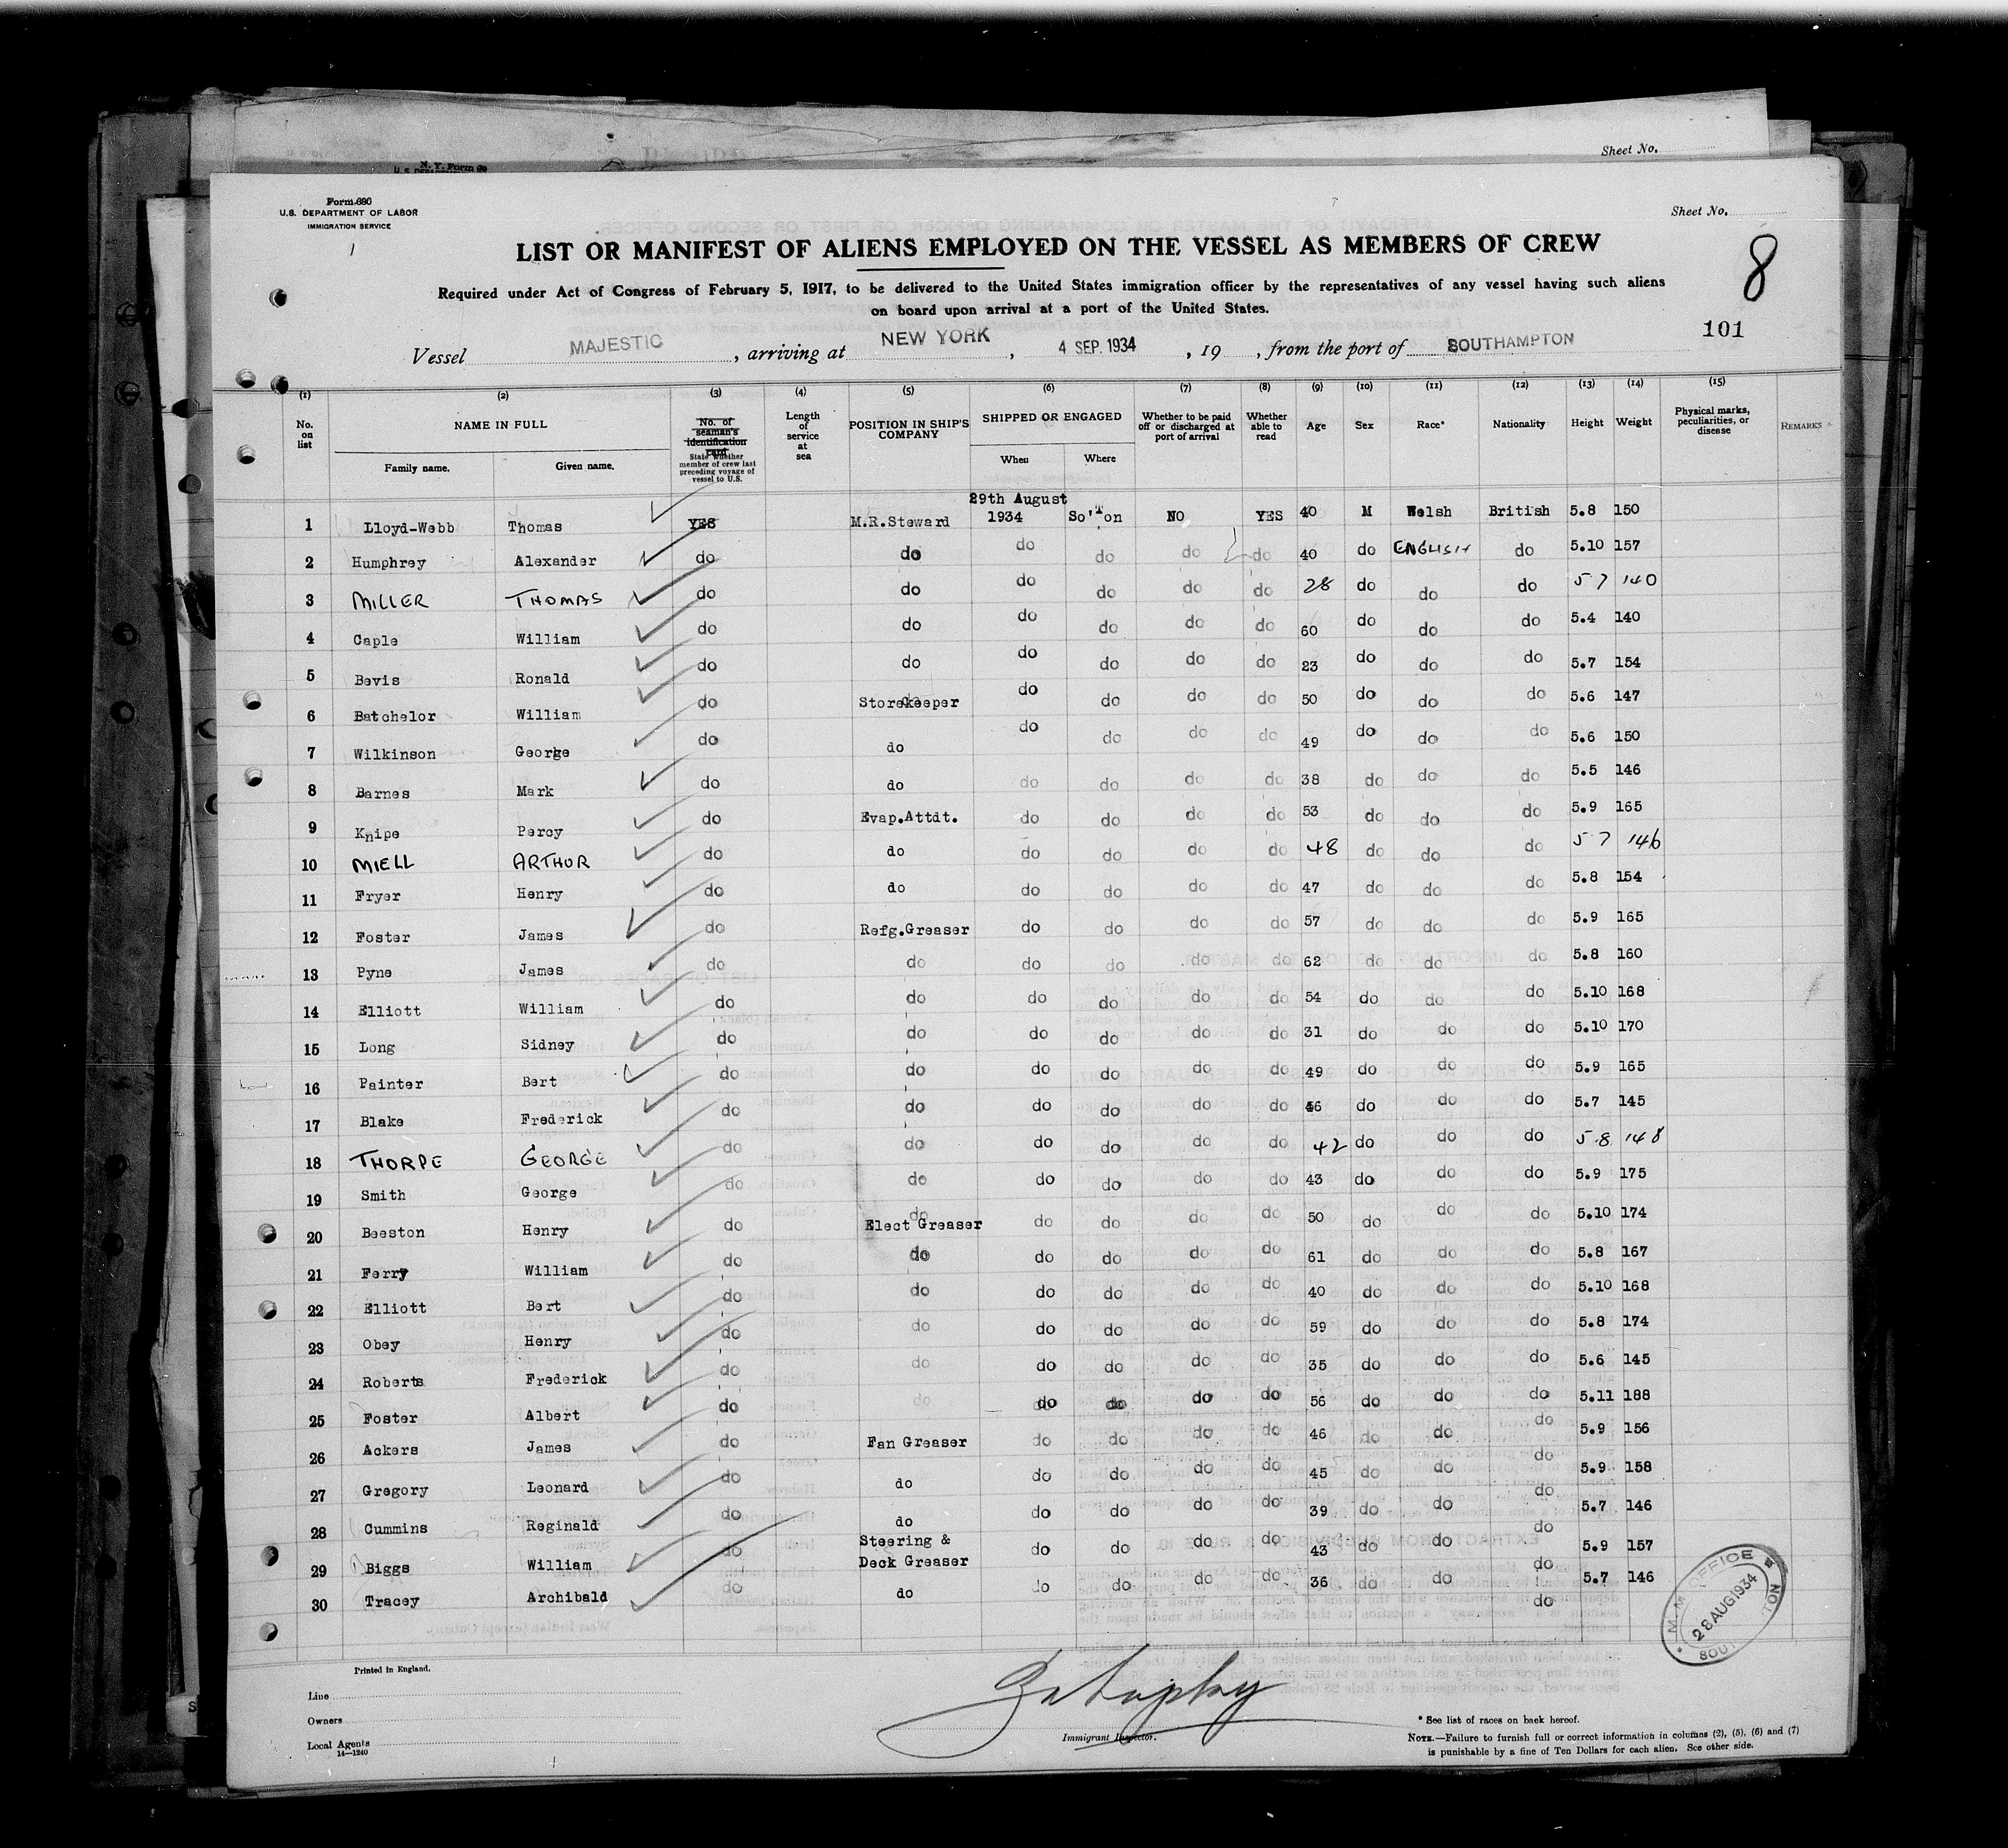 Sheet No.
N. Y. Form
Form 680
U.S. DEPARTMENT OF LABOR
IMMIGRATION SERVICE
Sheet No.
LIST OR MANIFEST OF ALIENS EMPLOYED ON THE VESSEL AS MEMBERS OF CREW
8
Required under Act of Congress of February 5, 1917, to be delivered to the United States immigration officer by the representatives of any vessel having such aliens
on board upon arrival at a port of the United States.
101
Vessel MAJESTIC, arriving at NEW YORK, 4 SEP. 1934, 19 , from the port of SOUTHAMPTON
(1) (2) (3) (4) (5) (6) (7) (8) (9) (10) (11) (12) (13) (14) (15)
No. on list NAME IN FULL Family name. Given name. No. of seaman's identification card State whether member of crew last preceding voyage of vessel to U.S. Length of service at sea POSITION IN SHIP'S COMPANY SHIPPED OR ENGAGED When Where Whether to be paid off or discharged at port of arrival Whether able to read Age Sex Race* Nationality Height Weight Physical marks, peculiarities, or disease REMARKS
1 Lloyd-Webb Thomas YES M.R.Steward 29th August 1934 So'Ton NO YES 40 M Welsh British 5.8 150
2 Humphrey Alexander do do do do do do 40 do ENGLISH do 5.10 157
3 MILLER THOMAS do do do do do do 28 do do do 5 7 140
4 Caple William do do do do do do 60 do do do 5.4 140
5 Bevis Ronald do do do do do do 23 do do do 5.7 154
6 Batchelor William do Storekeeper do do do do 50 do do do 5.6 147
7 Wilkinson George do do do do do do 49 do do do 5.6 150
8 Barnes Mark do do do do do do 38 do do do 5.5 146
9 Knipe Percy do Evap.Attdt. do do do do 53 do do do 5.9 165
10 MIELL ARTHUR do do do do do do 48 do do do 5 7 146
11 Fryer Henry do do do do do do 47 do do do 5.8 154
12 Foster James do Refg.Greaser do do do do 57 do do do 5.9 165
13 Pyne James do do do do do do 62 do do do 5.8 160
14 Elliott William do do do do do do 54 do do do 5.10 168
15 Long Sidney do do do do do do 31 do do do 5.10 170
16 Painter Bert do do do do do do 49 do do do 5.9 165
17 Blake Frederick do do do do do do 46 do do do 5.7 145
18 THORPE GEORGE do do do do do do 42 do do do 5.8 148
19 Smith George do do do do do do 43 do do do 5.9 175
20 Beeston Henry do Elect Greaser do do do do 50 do do do 5.10 174
21 Ferry William do do do do do do 61 do do do 5.8 167
22 Elliott Bert do do do do do do 40 do do do 5.10 168
23 Obey Henry do do do do do do 59 do do do 5.8 174
24 Roberts Frederick do do do do do do 35 do do do 5.6 145
25 Foster Albert do do do do do do 56 do do do 5.11 188
26 Ackers James do Fan Greaser do do do do 46 do do do 5.9 156
27 Gregory Leonard do do do do do do 45 do do do 5.9 158
28 Cummins Reginald do do do do do do 39 do do do 5.7 146
29 Biggs William do Steering & Deck Greaser do do do do 43 do do do 5.9 157
30 Tracey Archibald do do do do do do 36 do do do 5.7 146
do
M.M. OFFICE
28 AUG 1934
Printed in England.
Line
Owners
Local Agents
14—1240
Immigrant Inspector.
* See list of races on back hereof.
NOTE.—Failure to furnish full or correct information in columns (2), (5), (6) and (7)
is punishable by a fine of Ten Dollars for each alien. See other side.